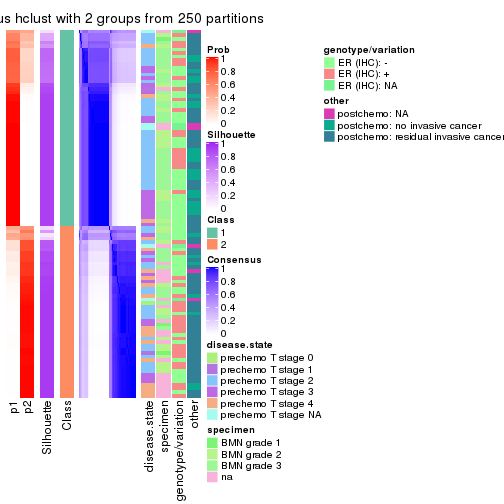 us hclust with 2 groups from 250 partitions
Prob
1
0.8
0.6
0.4
0.2
0
Silhouette
1
0.8
0.6
0.4
0.2
0
Class
1
2
Consensus
1
0.8
0.6
0.4
0.2
0
disease.state
prechemo T stage 0
prechemo T stage 1
prechemo T stage 2
prechemo T stage 3
prechemo T stage 4
prechemo T stage NA
specimen
BMN grade 1
BMN grade 2
BMN grade 3
na
genotype/variation
ER (IHC): -
ER (IHC): +
ER (IHC): NA
other
postchemo: NA
postchemo: no invasive cancer
postchemo: residual invasive cancer
p1
p2
Silhouette
Class
disease.state
specimen
genotype/variation
other